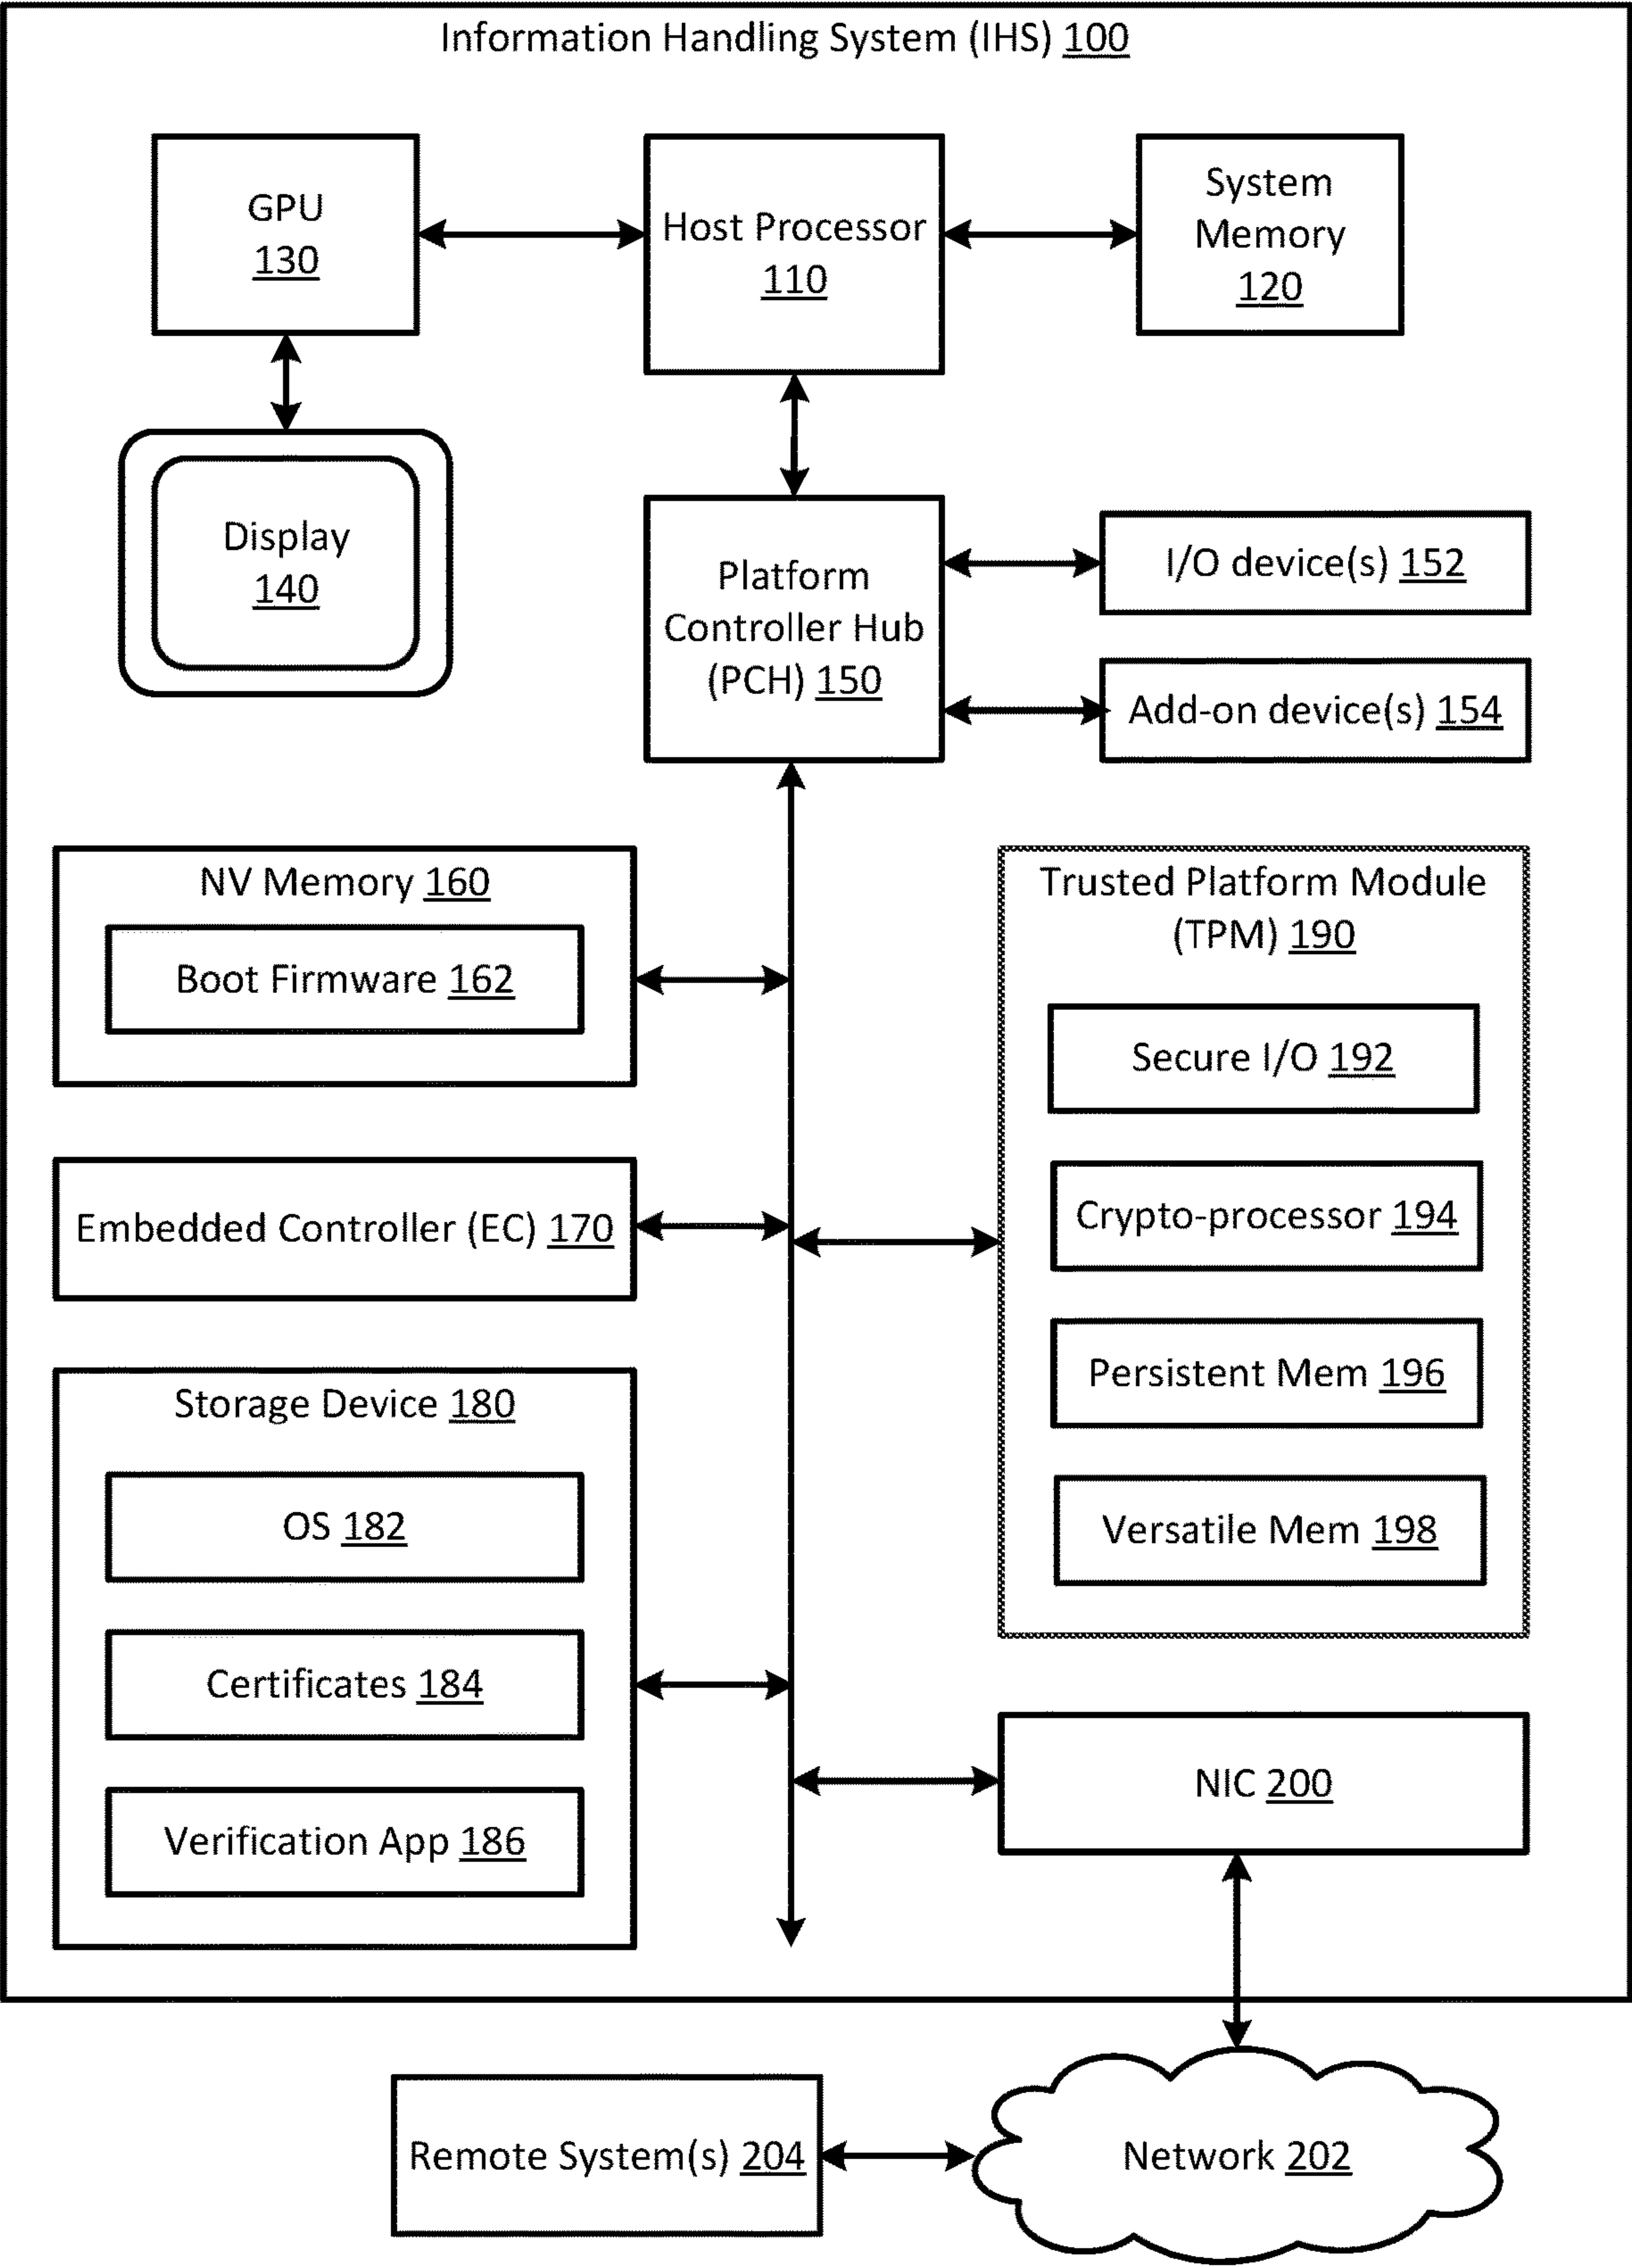 Information Handling System (IHS) 100
GPU
130
Host Processor
110
System
Memory
120
Display
140
Platform
Controller Hub
(PCH) 150
I/O device(s) 152
Add-on device(s) 154
NV Memory 160
Boot Firmware 162
Trusted Platform Module
(TPM) 190
Secure I/O 192
Crypto-processor 194
Persistent Mem 196
Versatile Mem 198
Embedded Controller (EC) 170
Storage Device 180
OS 182
Certificates 184
Verification App 186
NIC 200
Remote System(s) 204
Network 202